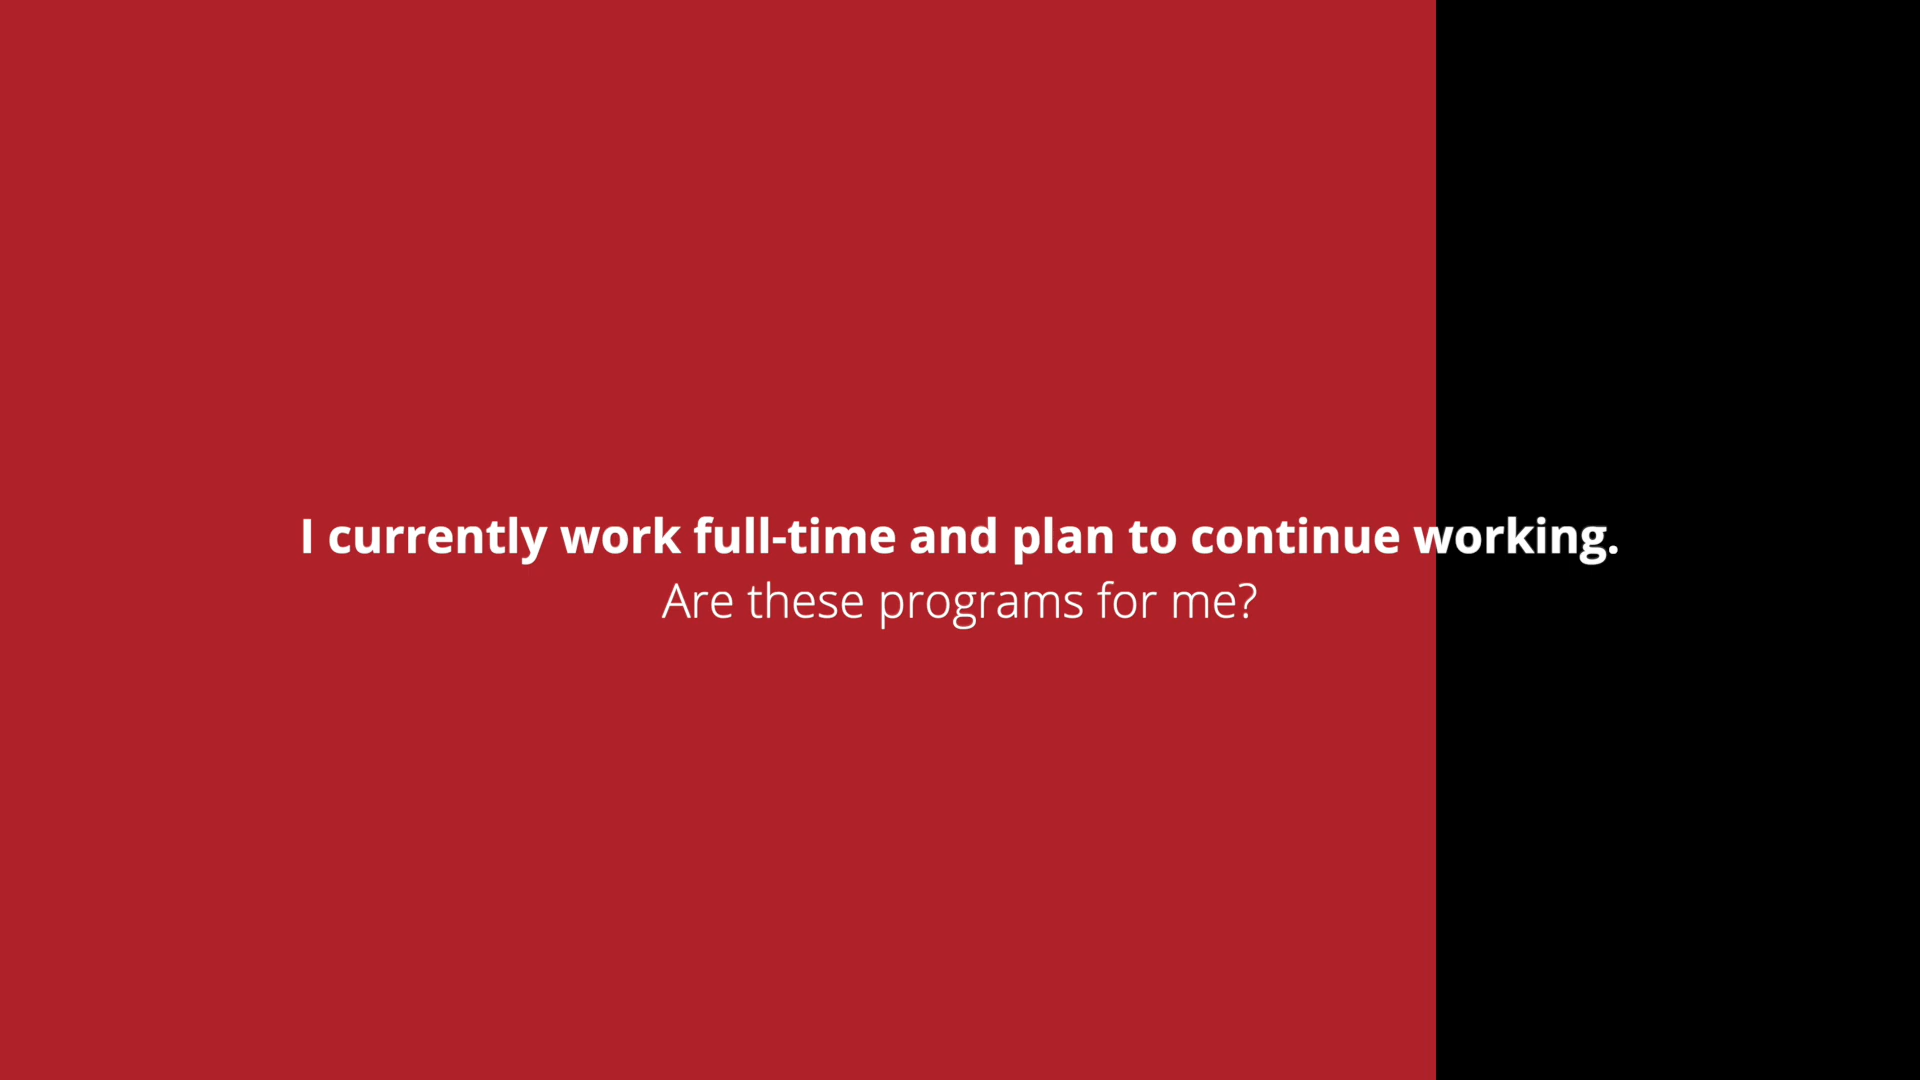 I currently work full-time and plan to continue working.
Are these programs for me?